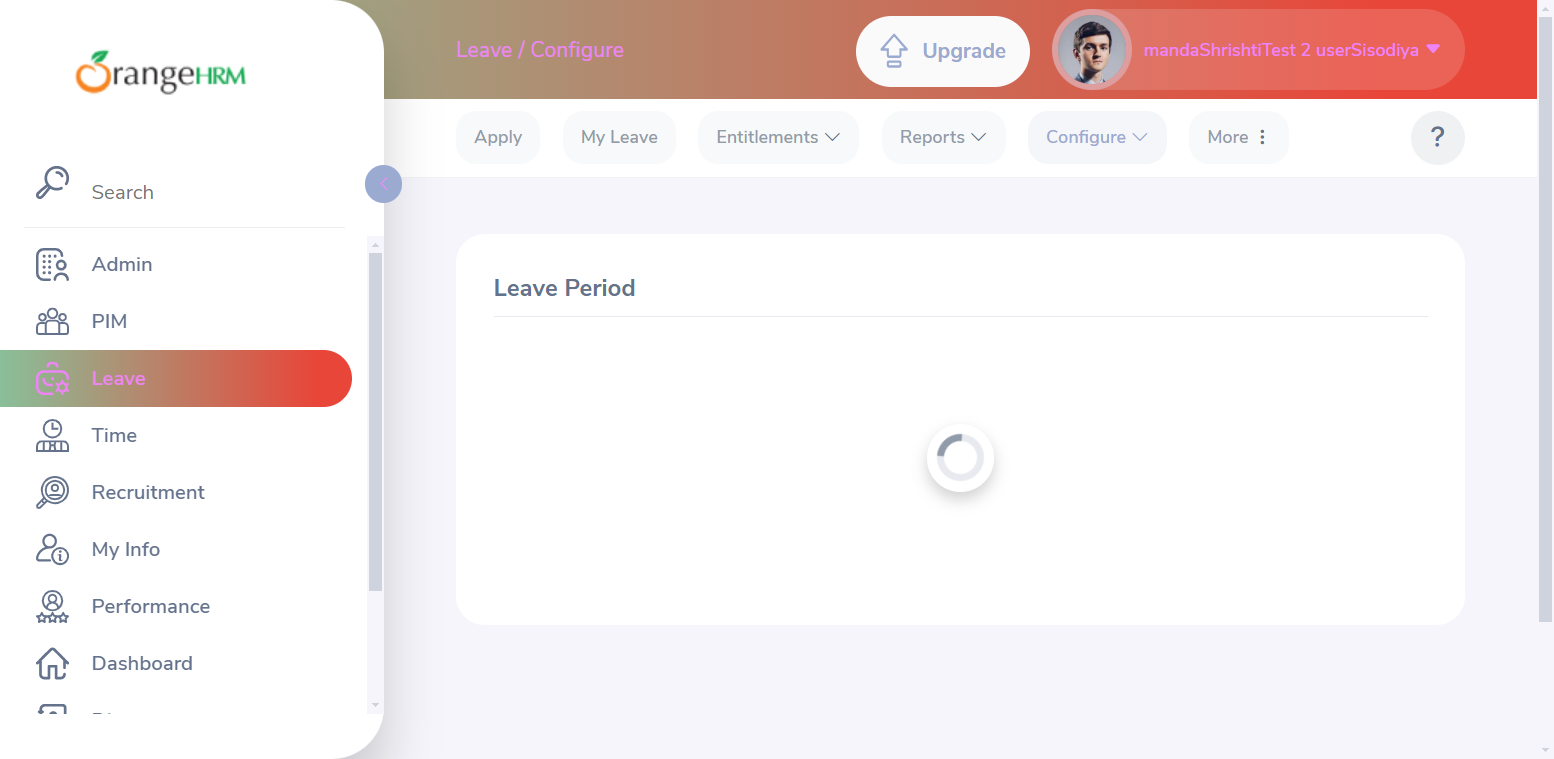 OrangeHRM
Leave / Configure
Upgrade
mandaShrishtiTest 2 userSisodiya
Apply
My Leave
Entitlements
Reports
Configure
More
?
Search
Admin
PIM
Leave
Time
Recruitment
My Info
Performance
Dashboard
Leave Period